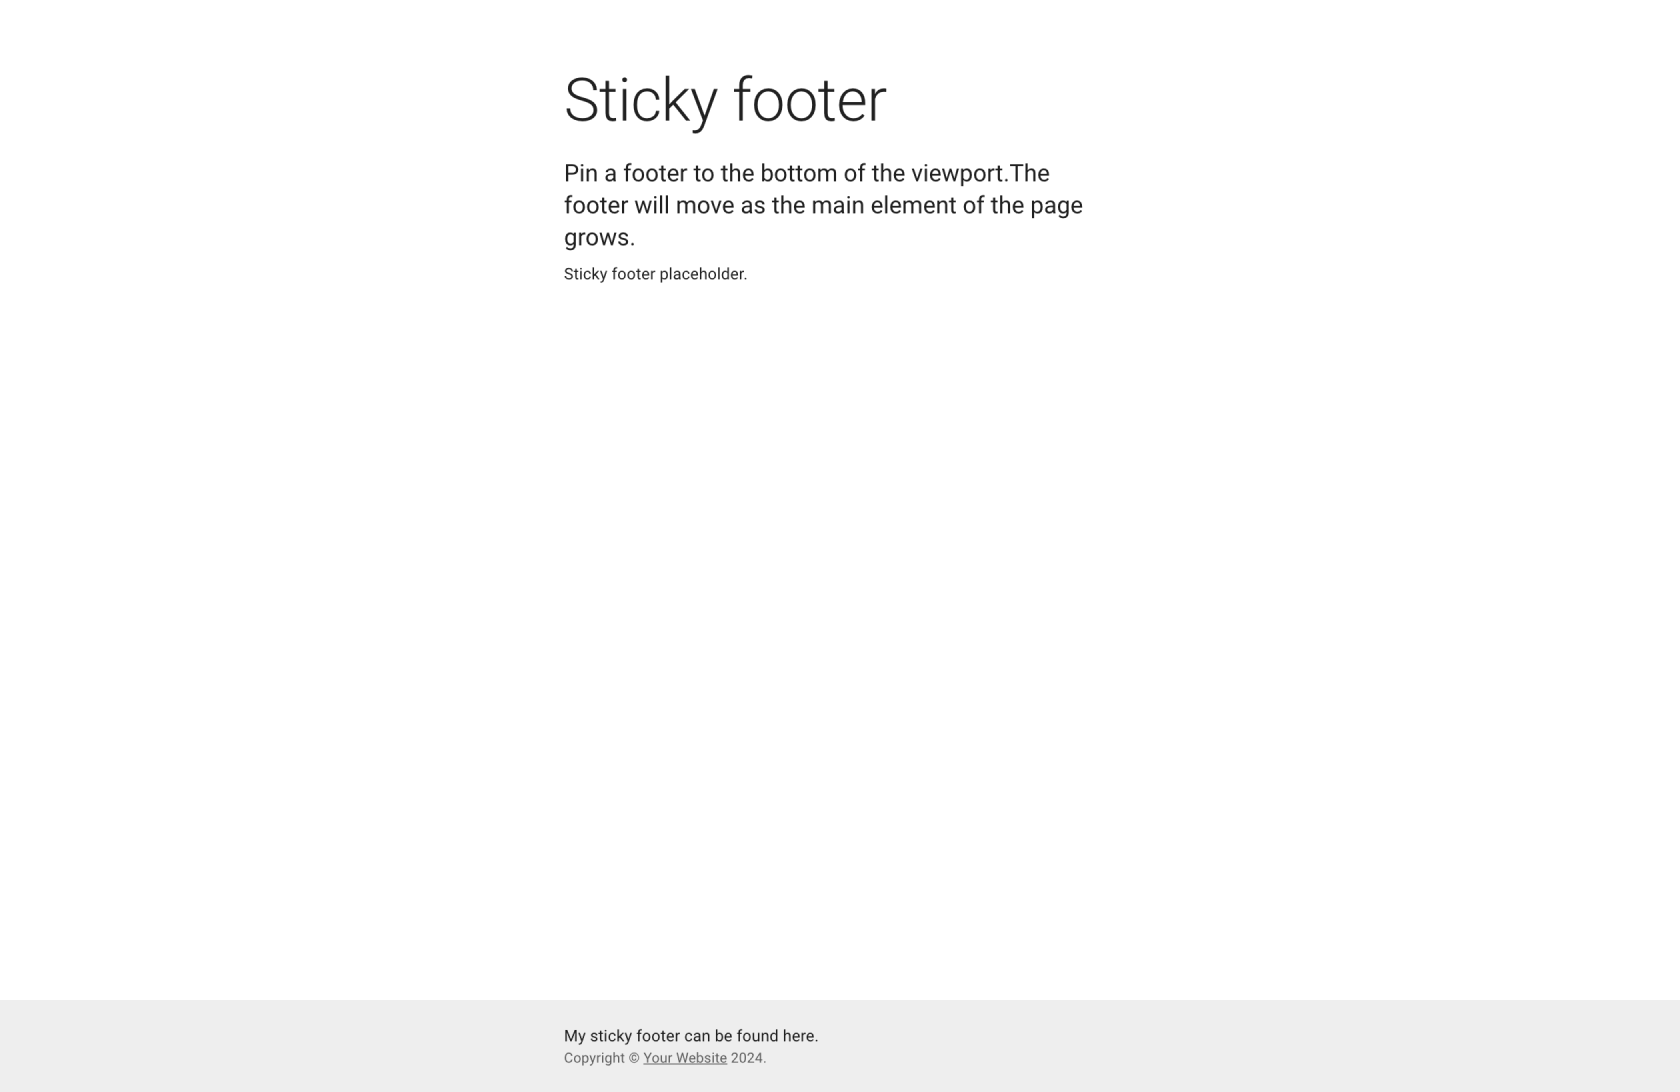 Sticky footer
Pin a footer to the bottom of the viewport.The
footer will move as the main element of the page
grows.
Sticky footer placeholder.
My sticky footer can be found here.
Copyright © Your Website 2024.